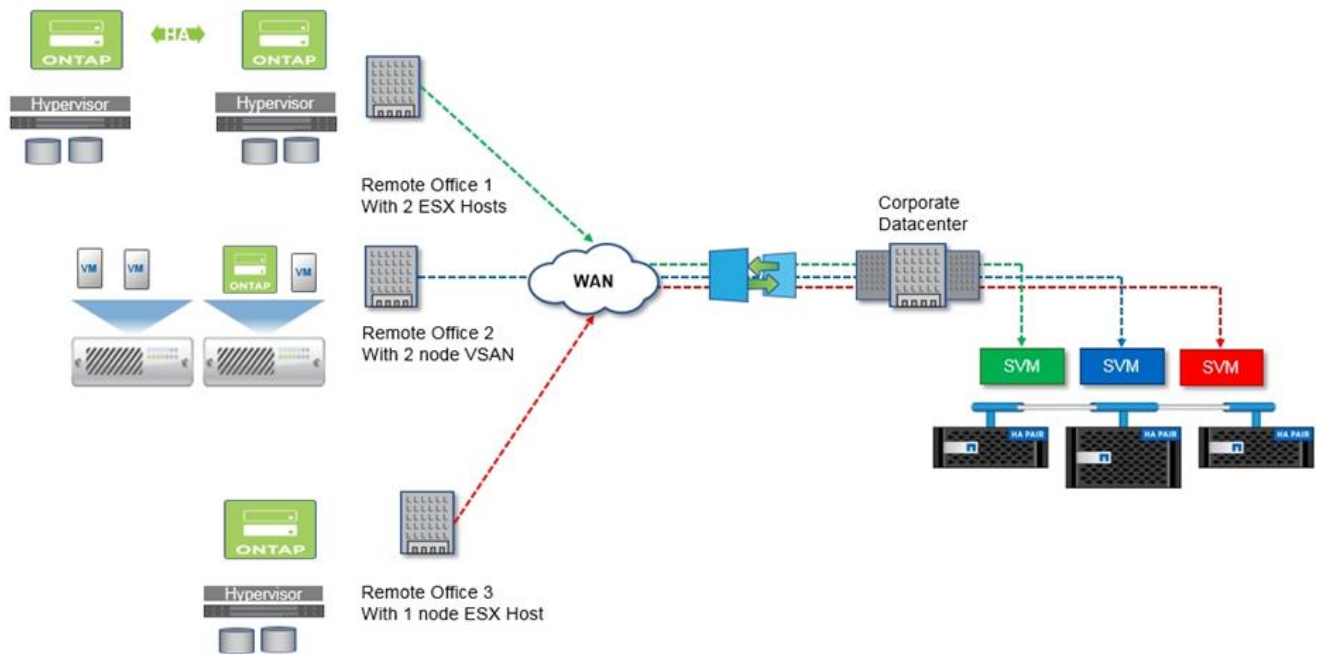 ONTAP
HA
ONTAP
Hypervisor
Hypervisor
Remote Office 1
With 2 ESX Hosts
VM
VM
ONTAP
VM
Remote Office 2
With 2 node VSAN
WAN
Corporate
Datacenter
SVM
SVM
SVM
HA PAIR
HA PAIR
HA PAIR
ONTAP
Hypervisor
Remote Office 3
With 1 node ESX Host